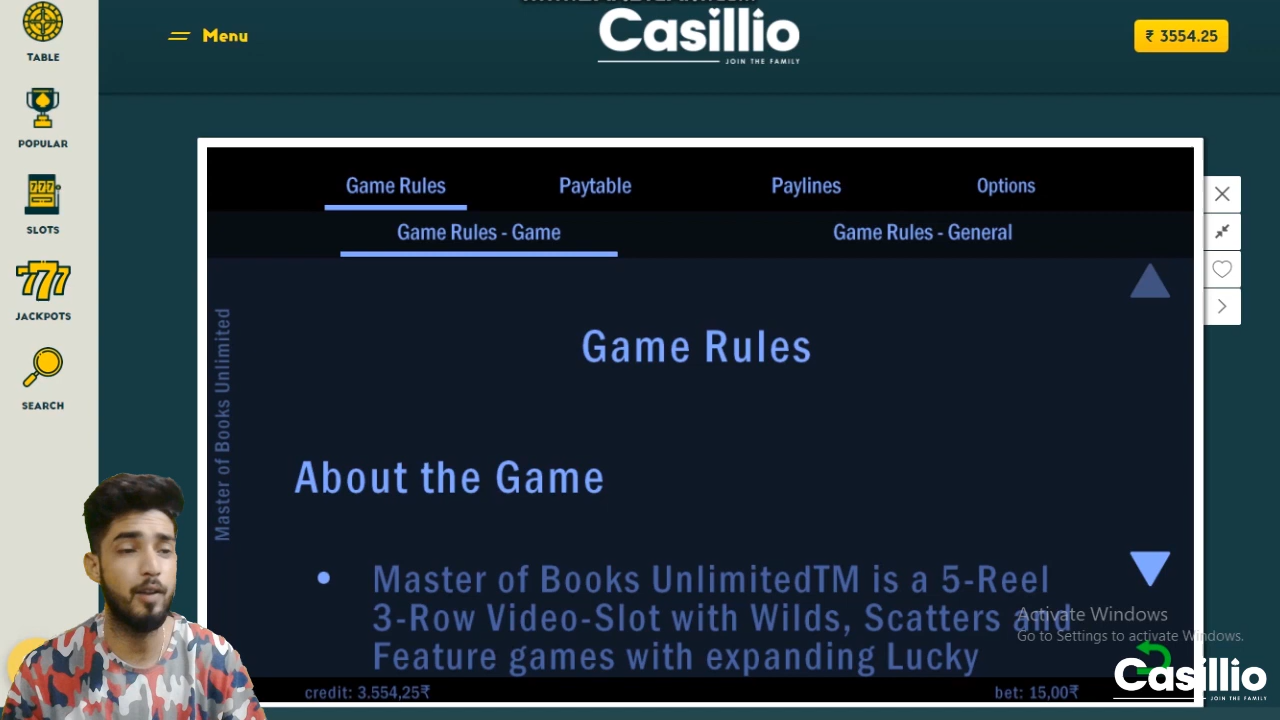 Menu
Casillio
JOIN THE FAMILY
₹ 3554.25
TABLE
POPULAR
777
SLOTS
777
JACKPOTS
SEARCH
Game Rules
Paytable
Paylines
Options
Game Rules - Game
Game Rules - General
Master of Books Unlimited
Game Rules
About the Game
• Master of Books UnlimitedTM is a 5-Reel
3-Row Video-Slot with Wilds, Scatters and
Feature games with expanding Lucky
Activate Windows
Go to Settings to activate Windows.
credit: 3.554,25₹
bet: 15,00₹
Casillio
JOIN THE FAMILY